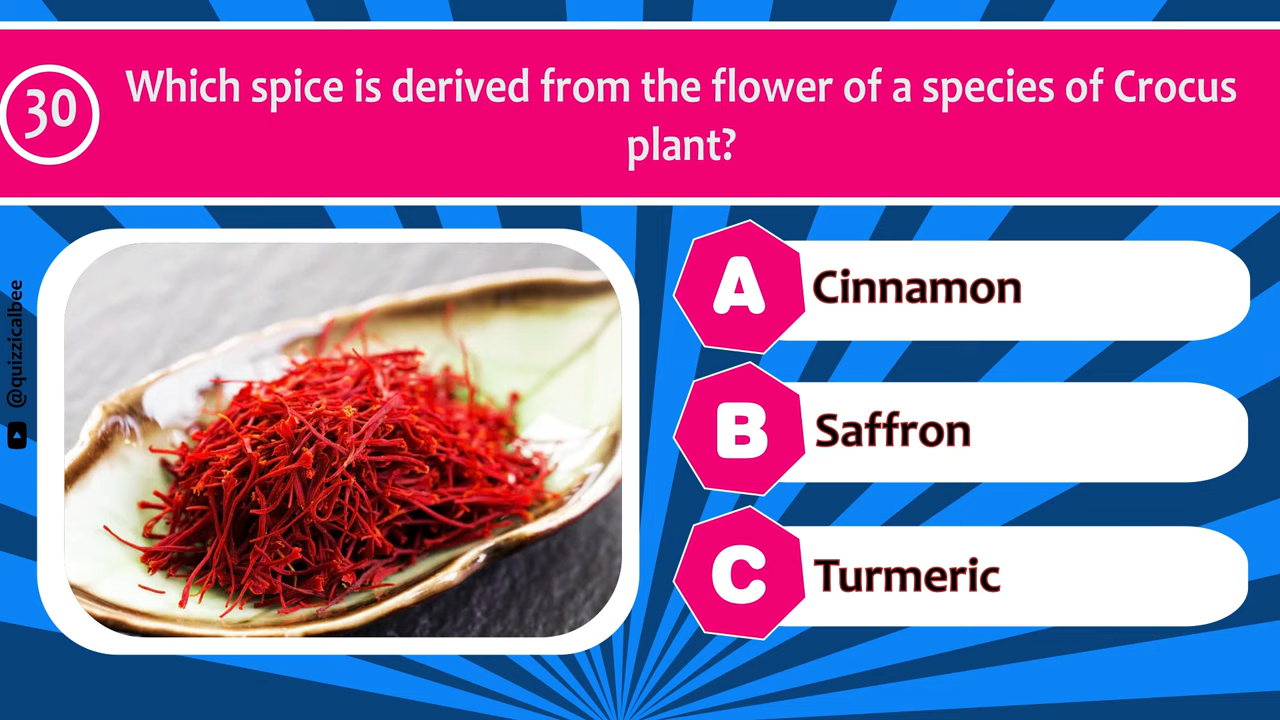 30
Which spice is derived from the flower of a species of Crocus
plant?
@quizzicalbee
A
Cinnamon
B
Saffron
C
Turmeric